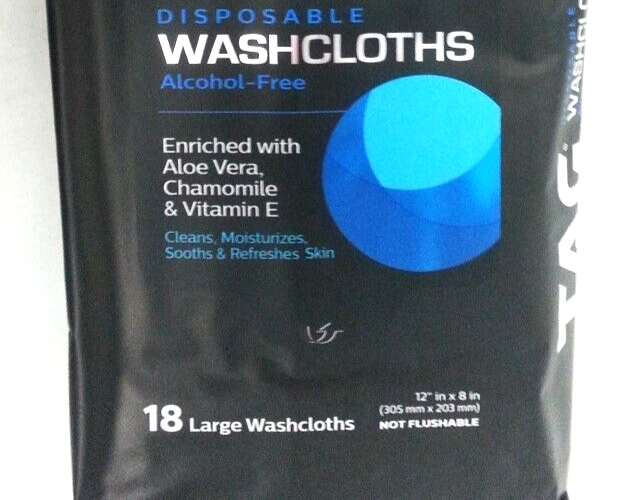 DISPOSABLE
WASHCLOTHS
Alcohol-Free
Enriched with
Aloe Vera,
Chamomile
& Vitamin E
Cleans, Moisturizes,
Sooths & Refreshes Skin
18 Large Washcloths
12" in x 8 in
(305 mm x 203 mm)
NOT FLUSHABLE